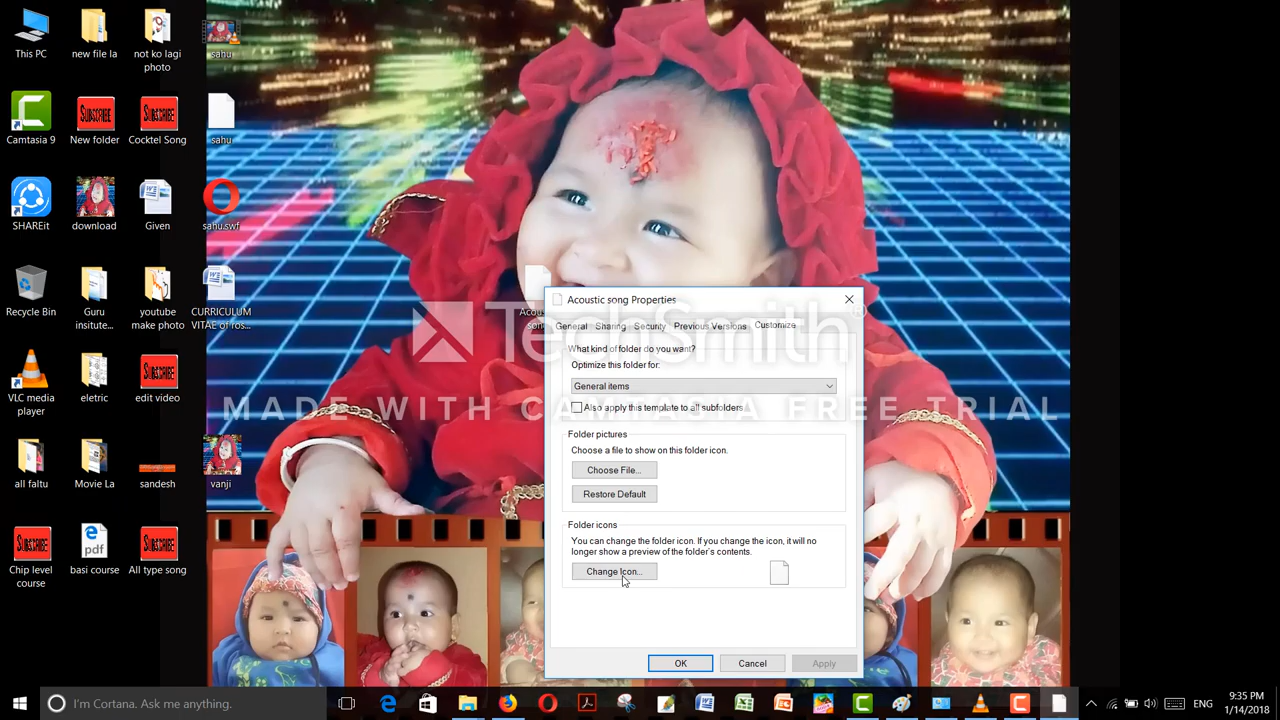 This PC
new file la
not ko lagi
photo
sahu
Camtasia 9
SUBSCRIBE
New folder
SUBSCRIBE
Cocktel Song
sahu
SHAREit
download
Given
sahu.swf
Recycle Bin
Guru
insitute...
youtube
make photo
CURRICULUM
VITAE of ros...
VLC media
player
eletric
SUBSCRIBE
edit video
all faltu
Movie La
sandesh
vanji
SUBSCRIBE
Chip level
course
pdf
basi course
SUBSCRIBE
All type song
Acoustic song Properties
General
Sharing
Security
Previous Versions
Customize
TechSmith
What kind of folder do you want?
Optimize this folder for:
General items
Also apply this template to all subfolders
MADE WITH CAMTASIA FREE TRIAL
Folder pictures
Choose a file to show on this folder icon.
Choose File...
Restore Default
Folder icons
You can change the folder icon. If you change the icon, it will no
longer show a preview of the folder's contents.
Change Icon...
OK
Cancel
Apply
I'm Cortana. Ask me anything.
ENG
9:35 PM
1/14/2018